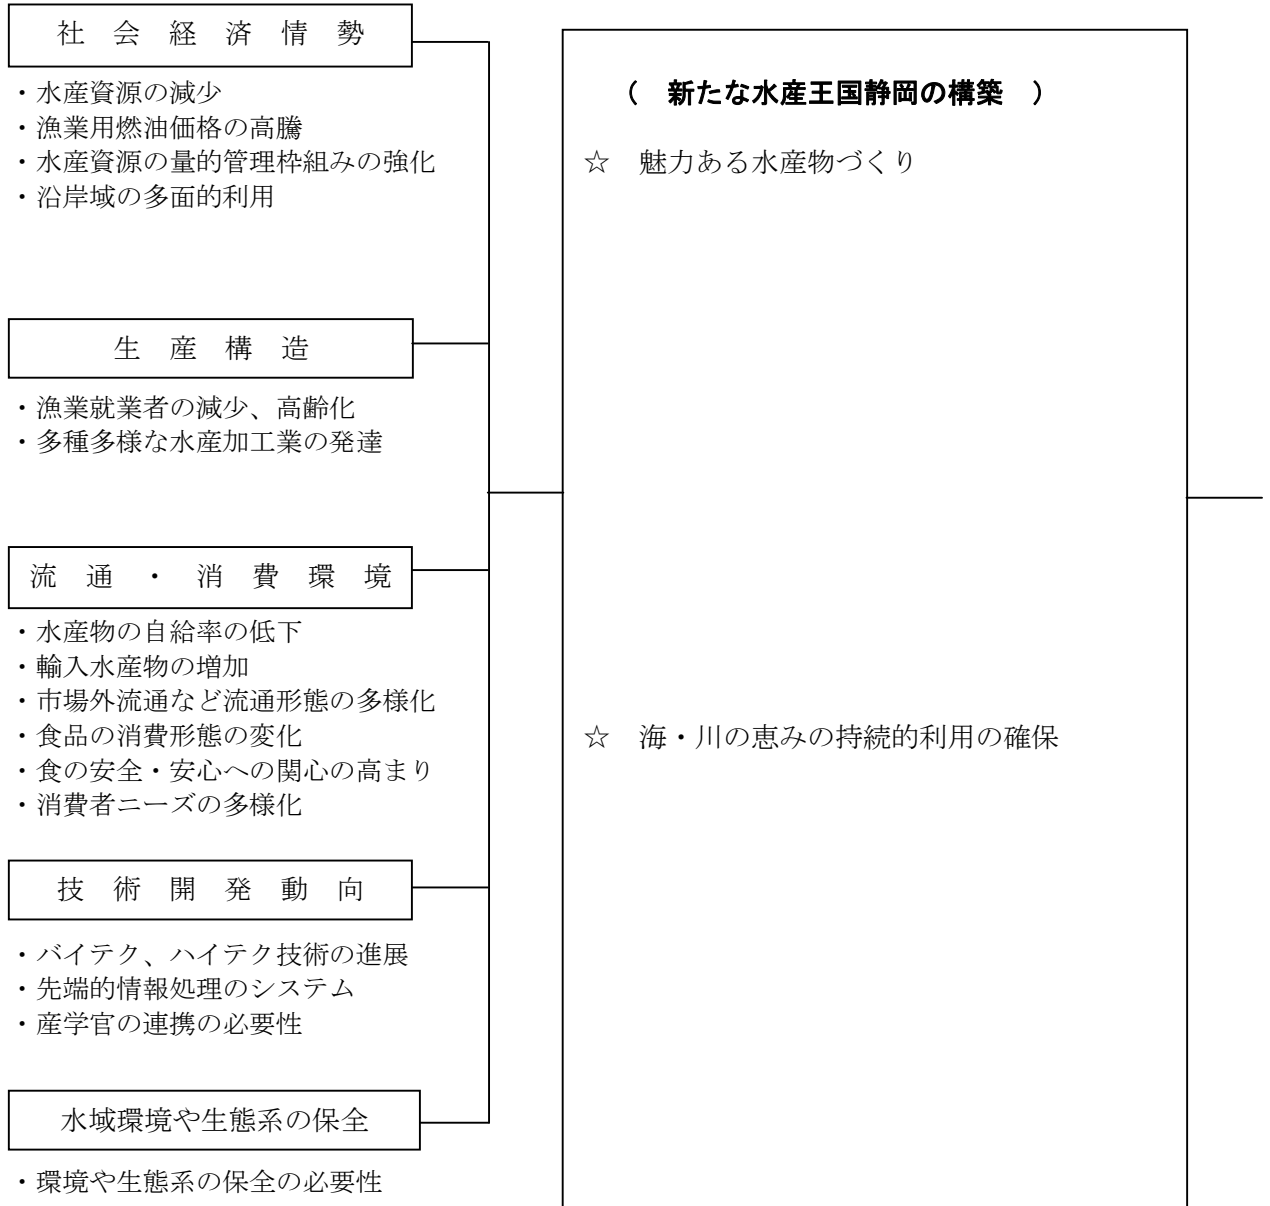 社 会 経 済 情 勢
・水産資源の減少
・漁業用燃油価格の高騰
・水産資源の量的管理枠組みの強化
・沿岸域の多面的利用
生 産 構 造
・漁業就業者の減少、高齢化
・多種多様な水産加工業の発達
流 通 ・ 消 費 環 境
・水産物の自給率の低下
・輸入水産物の増加
・市場外流通など流通形態の多様化
・食品の消費形態の変化
・食の安全・安心への関心の高まり
・消費者ニーズの多様化
技 術 開 発 動 向
・バイテク、ハイテク技術の進展
・先端的情報処理のシステム
・産学官の連携の必要性
水域環境や生態系の保全
・環境や生態系の保全の必要性
( 新たな水産王国静岡の構築 )
☆ 魅力ある水産物づくり
☆ 海・川の恵みの持続的利用の確保